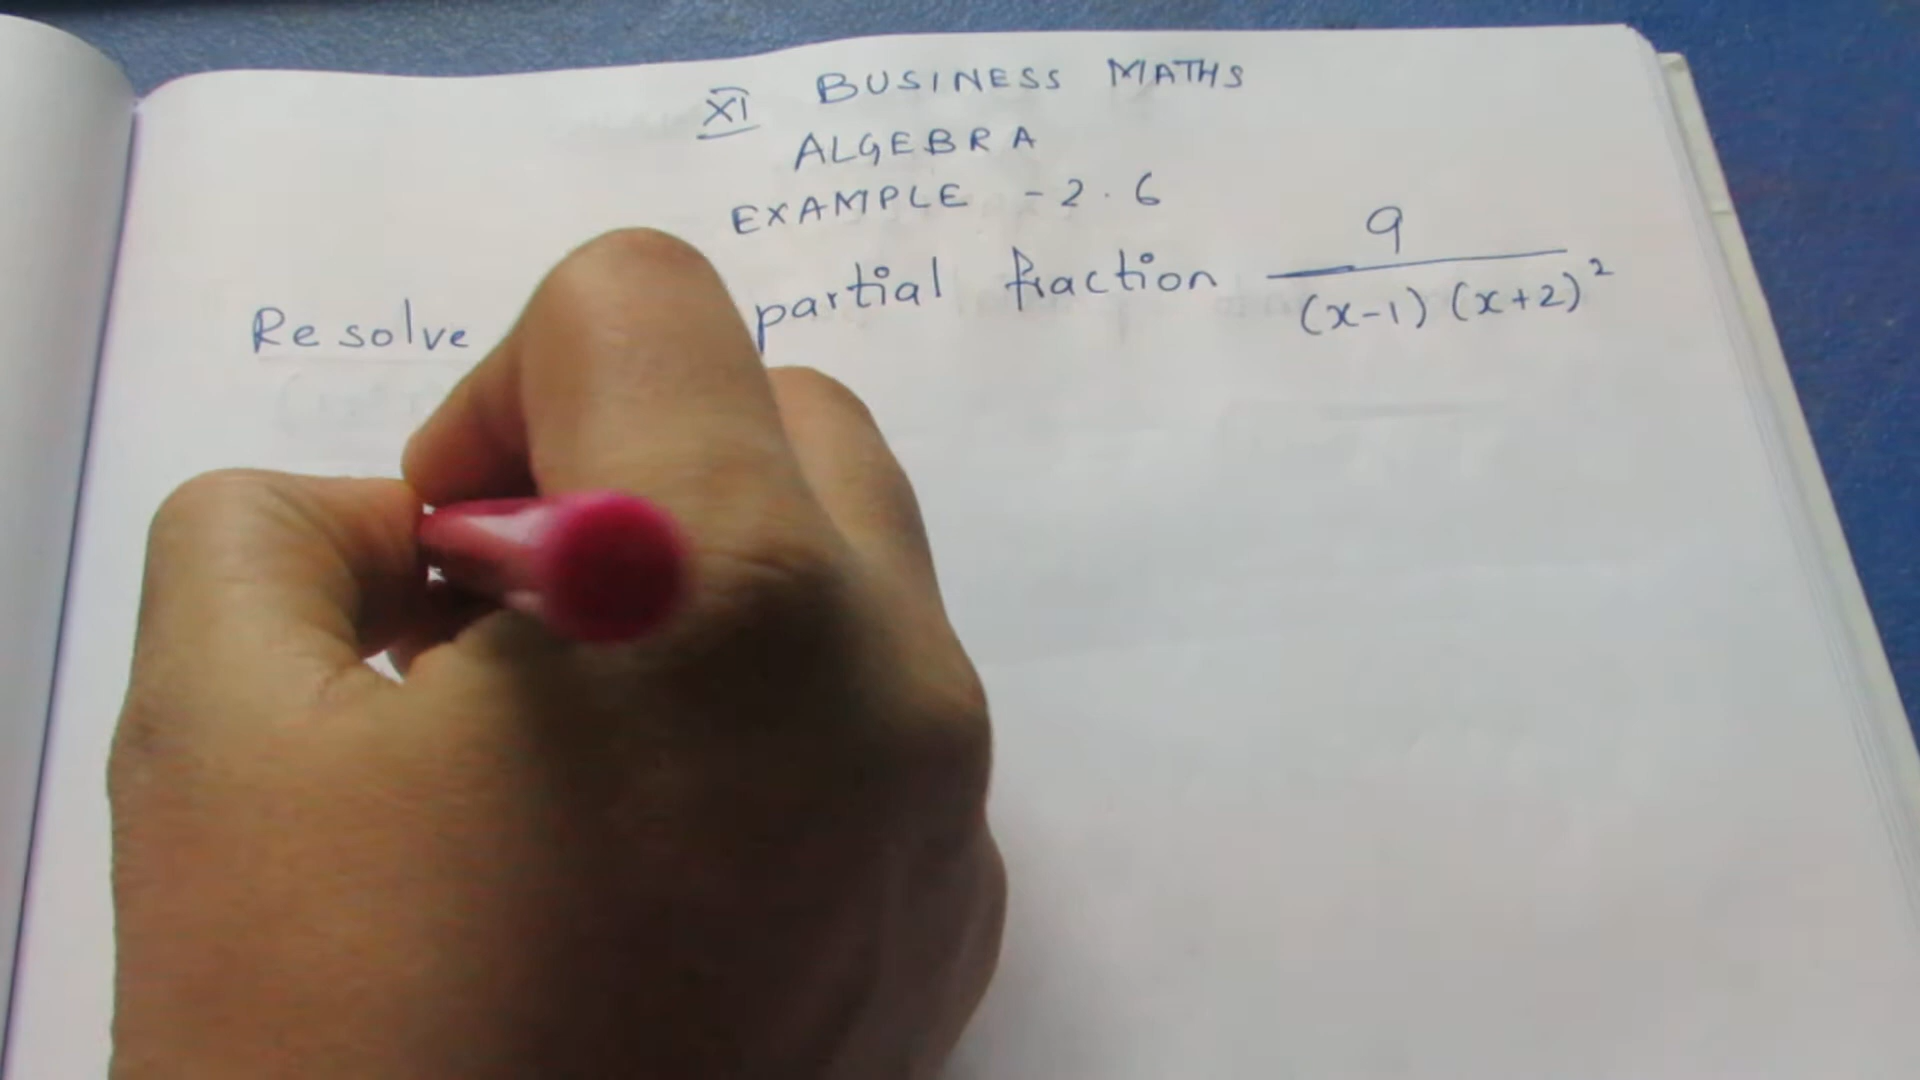 XI BUSINESS MATHS
ALGEBRA
EXAMPLE - 2.6
Resolve partial fraction 9/((x-1)(x+2)²)